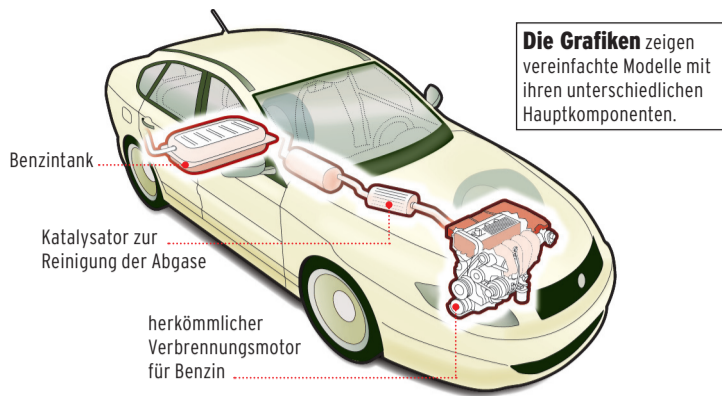 Die Grafiken zeigen
vereinfachte Modelle mit
ihren unterschiedlichen
Hauptkomponenten.
Benzintank
Katalysator zur
Reinigung der Abgase
herkömmlicher
Verbrennungsmotor
für Benzin